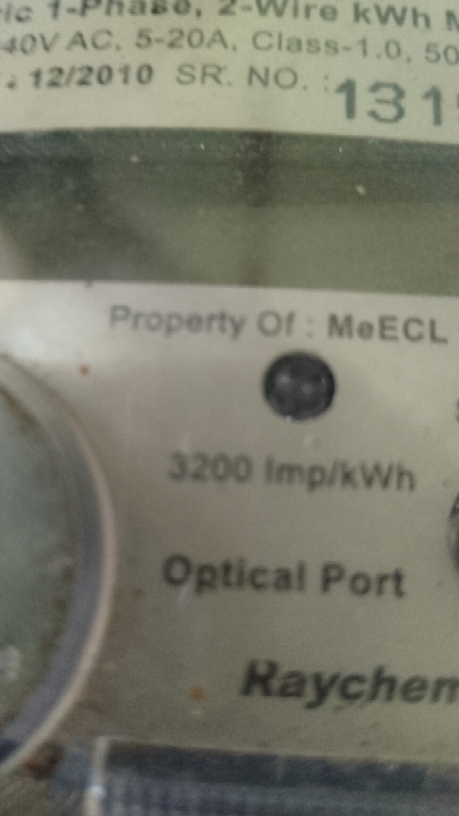 ic 1-Phase, 2-Wire kWh M
40V AC, 5-20A, Class-1.0, 50
: 12/2010 SR. NO. : 131
Property Of : MeECL
3200 Imp/kWh
Optical Port
Raychem